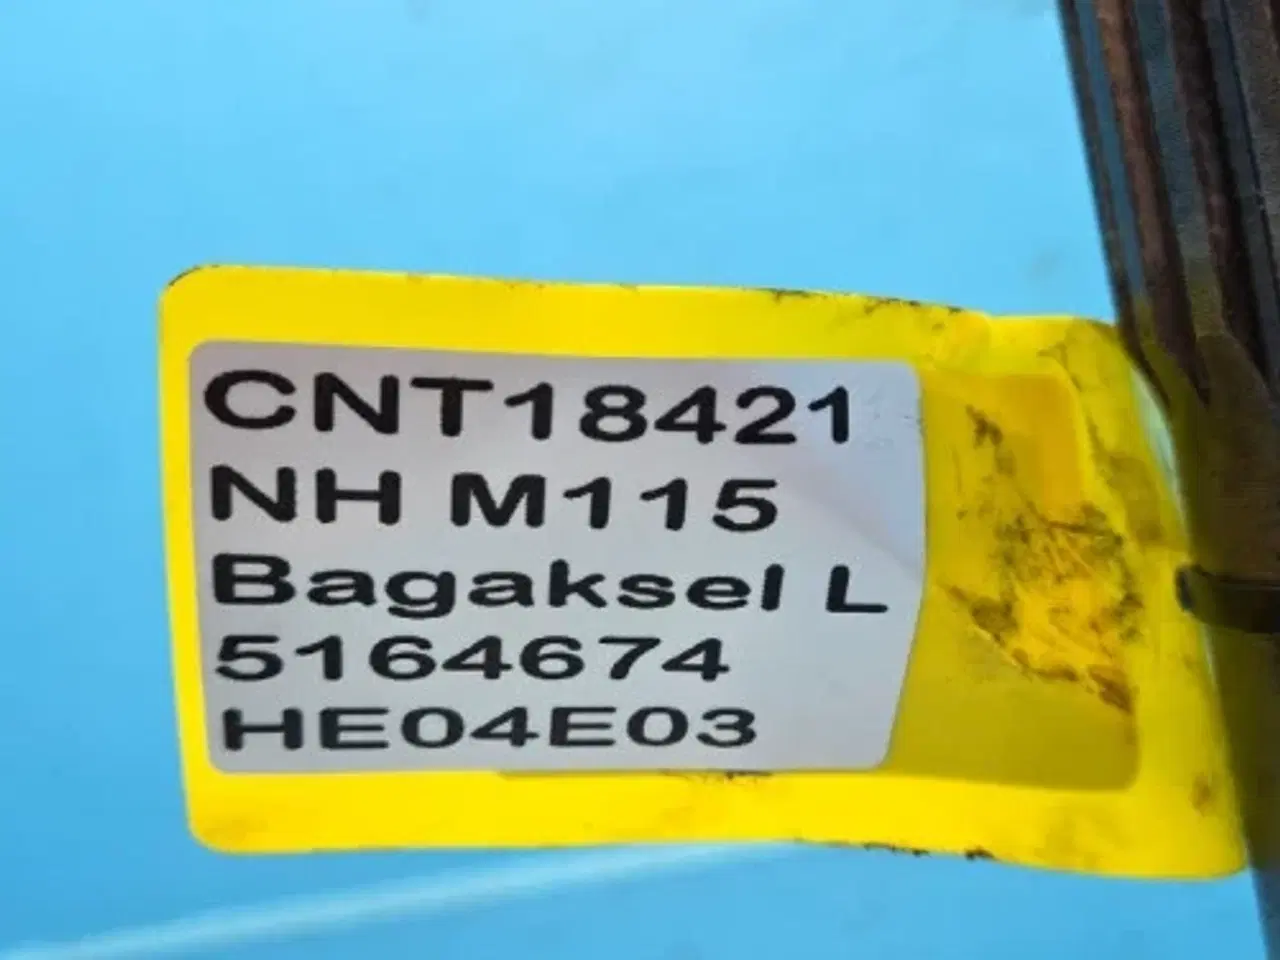 CNT18421
NH M115
Bagaksel L
5164674
HE04E03